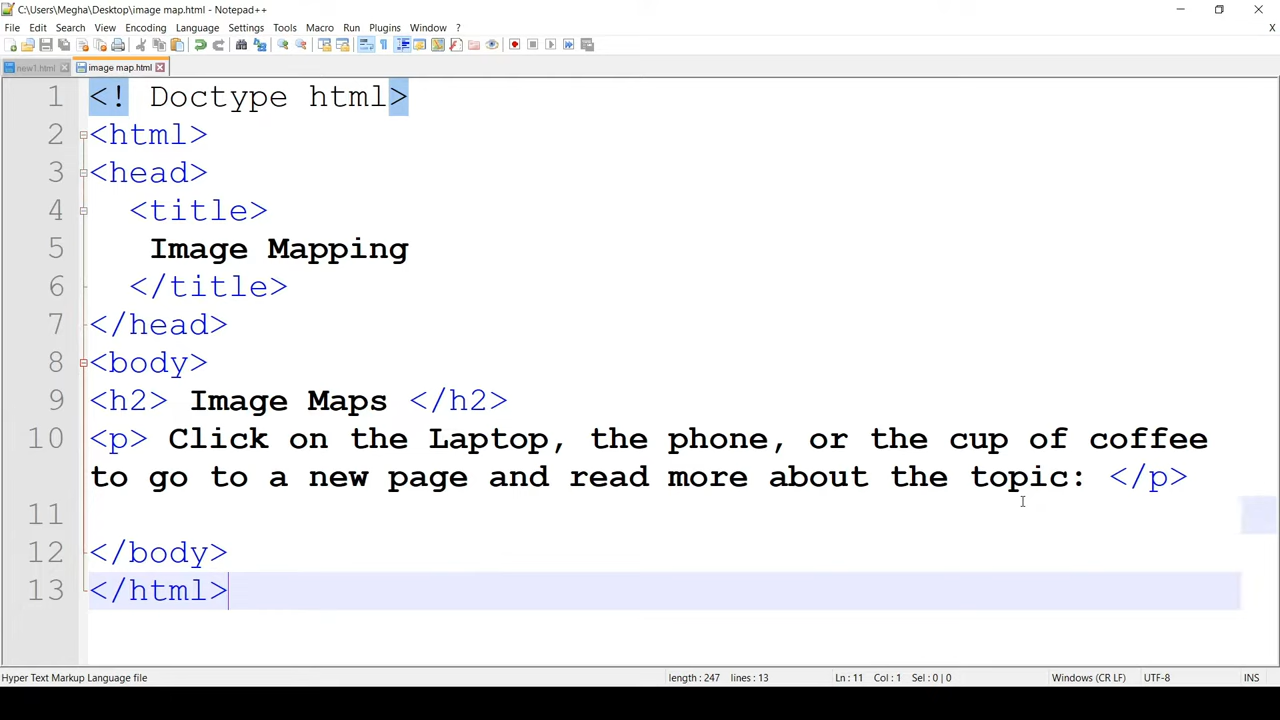 C:\Users\Megha\Desktop\image map.html - Notepad++
File Edit Search View Encoding Language Settings Tools Macro Run Plugins Window ? X
new1.html image map.html
1 <! Doctype html>
2 <html>
3 <head>
4 <title>
5 Image Mapping
6 </title>
7 </head>
8 <body>
9 <h2> Image Maps </h2>
10 <p> Click on the Laptop, the phone, or the cup of coffee
to go to a new page and read more about the topic: </p>
11
12 </body>
13 </html>
Hyper Text Markup Language file length : 247 lines : 13 Ln : 11 Col : 1 Sel : 0 | 0 Windows (CR LF) UTF-8 INS